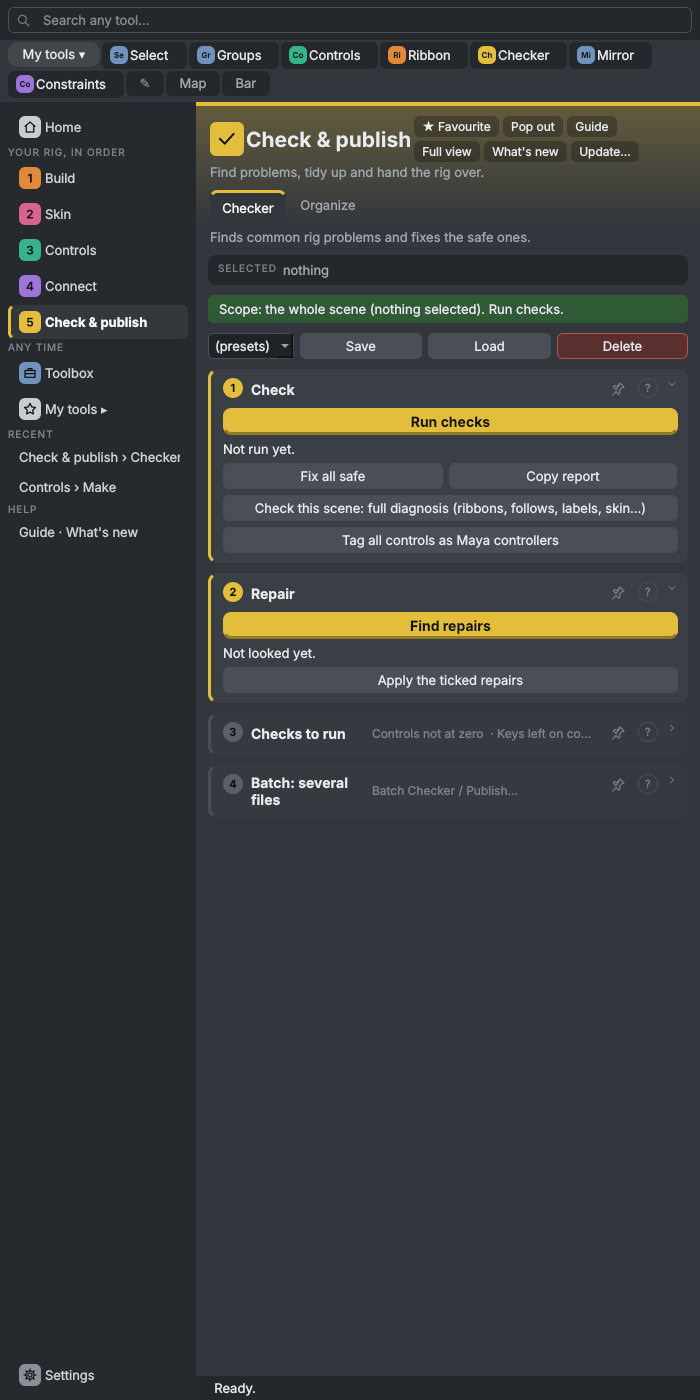 Search any tool...
My tools ▾
Se Select
Gr Groups
Co Controls
Ri Ribbon
Ch Checker
Mi Mirror
Co Constraints
✎
Map
Bar
Home
YOUR RIG, IN ORDER
1 Build
2 Skin
3 Controls
4 Connect
5 Check & publish
ANY TIME
Toolbox
My tools ▸
RECENT
Check & publish › Checker
Controls › Make
HELP
Guide · What's new
Settings
Check & publish
★ Favourite
Pop out
Guide
Full view
What's new
Update...
Find problems, tidy up and hand the rig over.
Checker
Organize
Finds common rig problems and fixes the safe ones.
SELECTED nothing
Scope: the whole scene (nothing selected). Run checks.
(presets)
Save
Load
Delete
1 Check ?
Run checks
Not run yet.
Fix all safe
Copy report
Check this scene: full diagnosis (ribbons, follows, labels, skin...)
Tag all controls as Maya controllers
2 Repair ?
Find repairs
Not looked yet.
Apply the ticked repairs
3 Checks to run Controls not at zero · Keys left on co... ?
4 Batch: several
files
Batch Checker / Publish... ?
Ready.